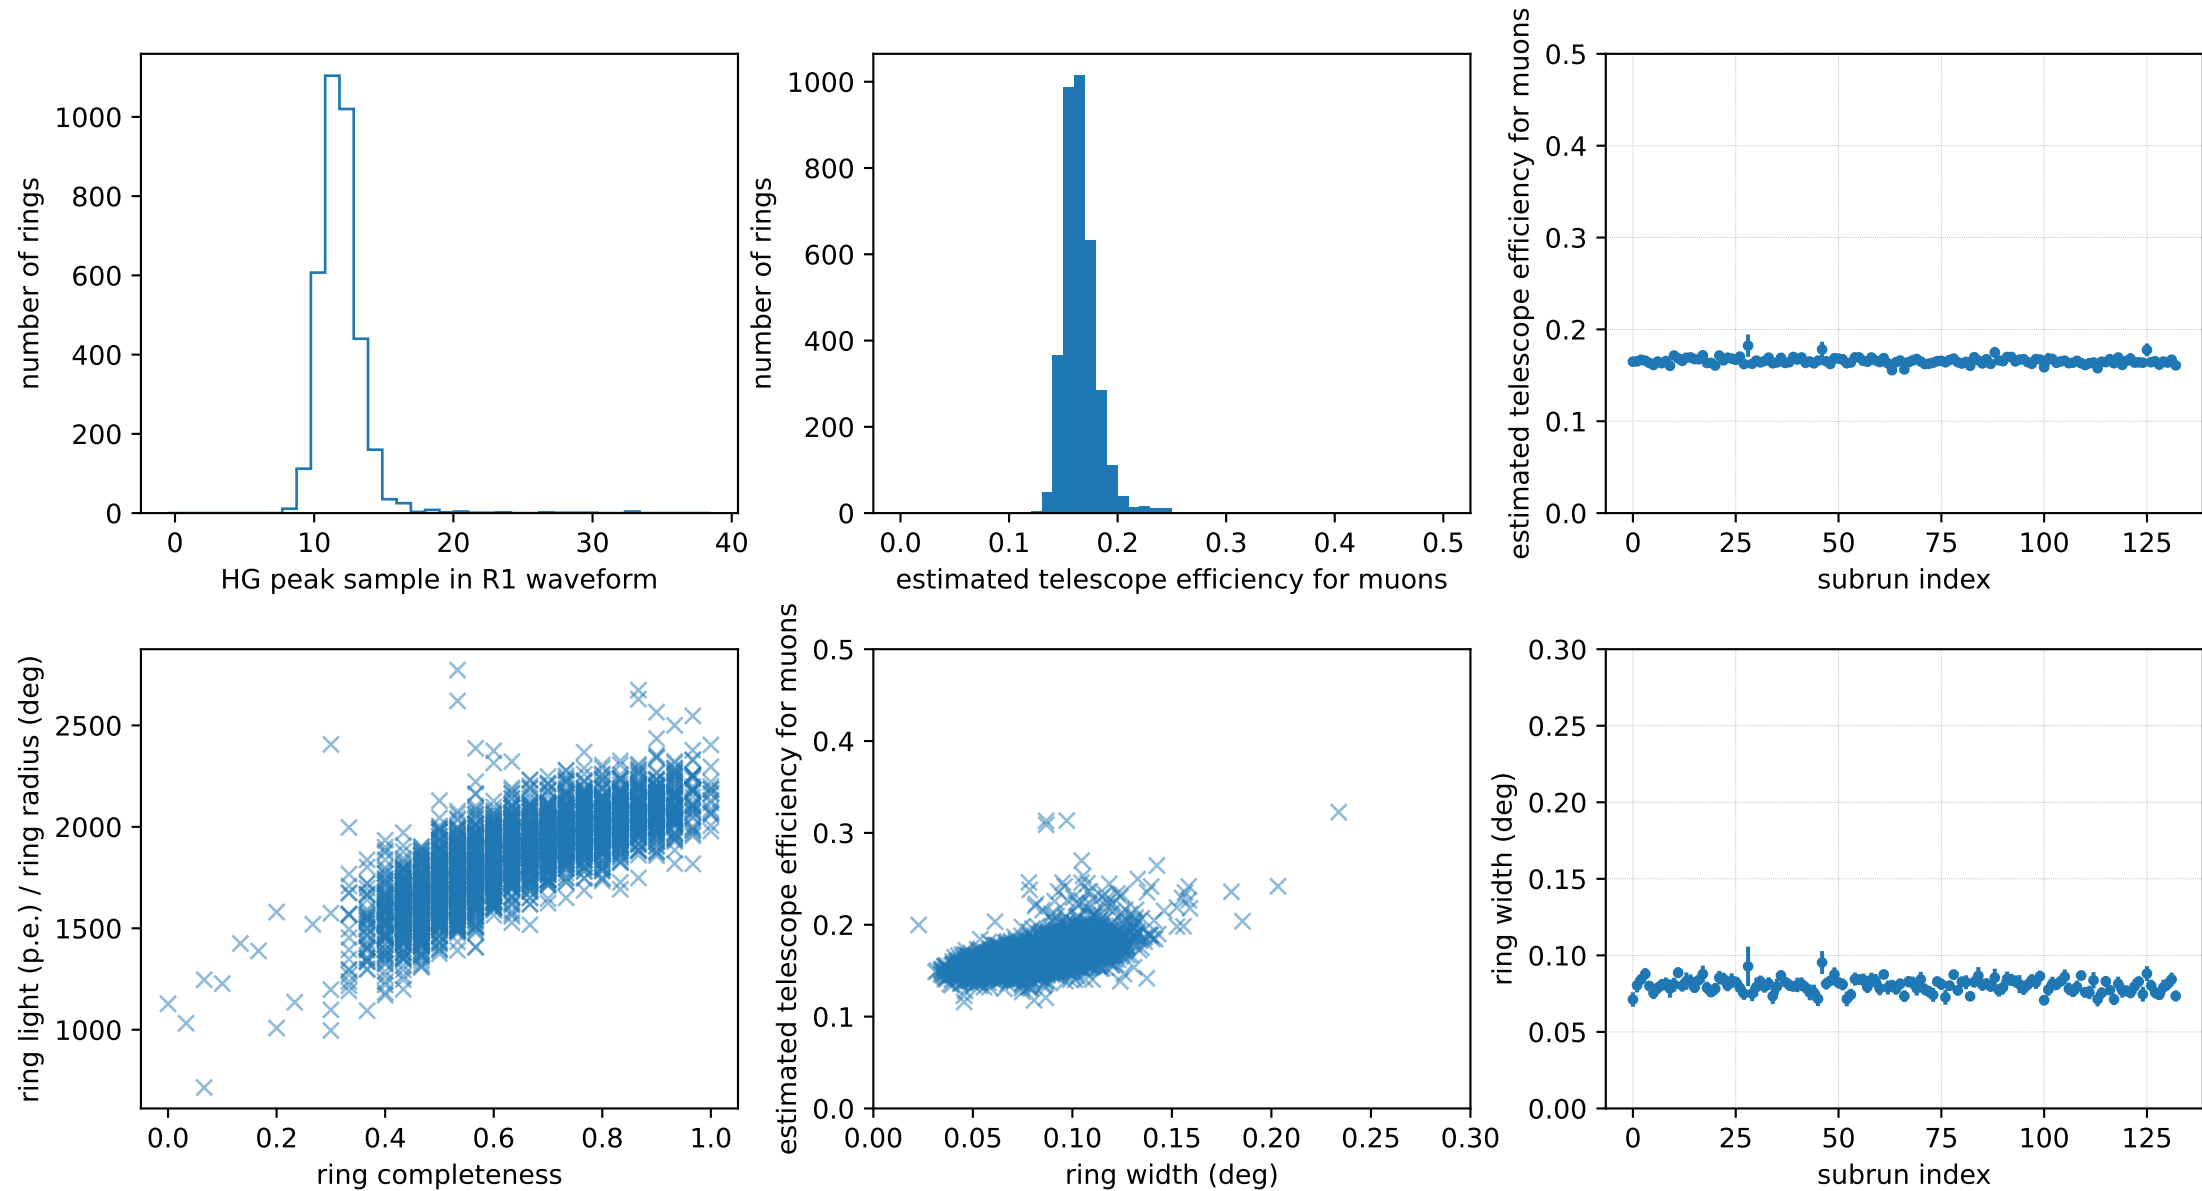 number of rings
1000
800
600
400
200
0
0 10 20 30 40
HG peak sample in R1 waveform
number of rings
1000
800
600
400
200
0
0.0 0.1 0.2 0.3 0.4 0.5
estimated telescope efficiency for muons
estimated telescope efficiency for muons
0.5
0.4
0.3
0.2
0.1
0.0
0 25 50 75 100 125
subrun index
ring light (p.e.) / ring radius (deg)
2500
2000
1500
1000
0.0 0.2 0.4 0.6 0.8 1.0
ring completeness
estimated telescope efficiency for muons
0.5
0.4
0.3
0.2
0.1
0.0
0.00 0.05 0.10 0.15 0.20 0.25 0.30
ring width (deg)
ring width (deg)
0.30
0.25
0.20
0.15
0.10
0.05
0.00
0 25 50 75 100 125
subrun index